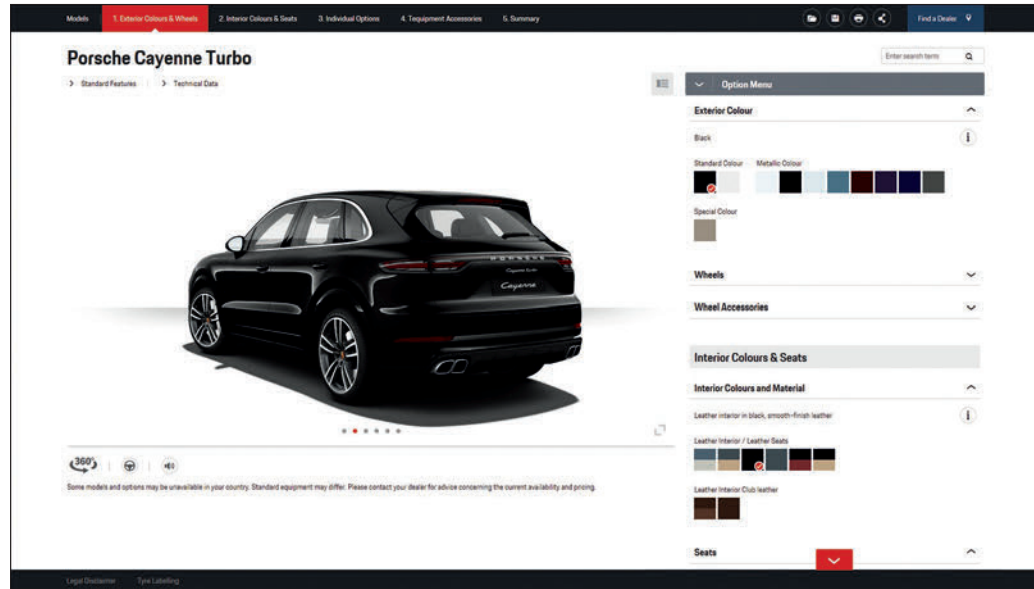 Models
1. Exterior Colours & Wheels
2. Interior Colours & Seats
3. Individual Options
4. Tequipment Accessories
5. Summary
Find a Dealer
Porsche Cayenne Turbo
Enter search term
Standard Features
Technical Data
Option Menu
Exterior Colour
Black
i
Standard Colour
Metallic Colour
Special Colour
PORSCHE
Cayenne Turbo
Cayenne
Wheels
Wheel Accessories
Interior Colours & Seats
Interior Colours and Material
Leather interior in black, smooth-finish leather
i
Leather Interior / Leather Seats
360°
Some models and options may be unavailable in your country. Standard equipment may differ. Please contact your dealer for advice concerning the current availability and pricing.
Leather Interior Club leather
Seats
Legal Disclaimer
Tyre Labelling